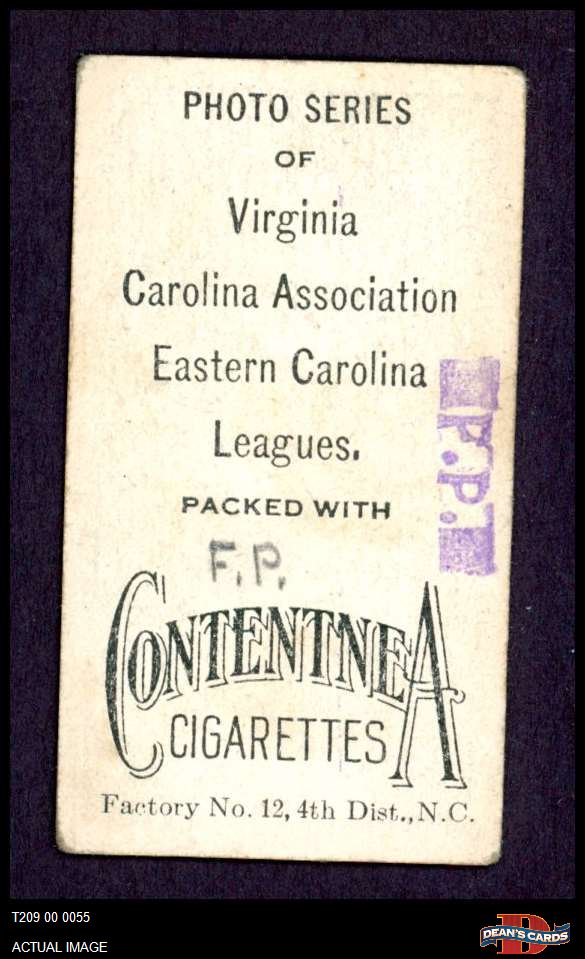 PHOTO SERIES
OF
Virginia
Carolina Association
Eastern Carolina
Leagues.
PACKED WITH
F.P.
F.P.
CONTENTNEA
CIGARETTES
Factory No. 12, 4th Dist., N.C.
T209 00 0055
ACTUAL IMAGE
D
DEAN'S CARDS